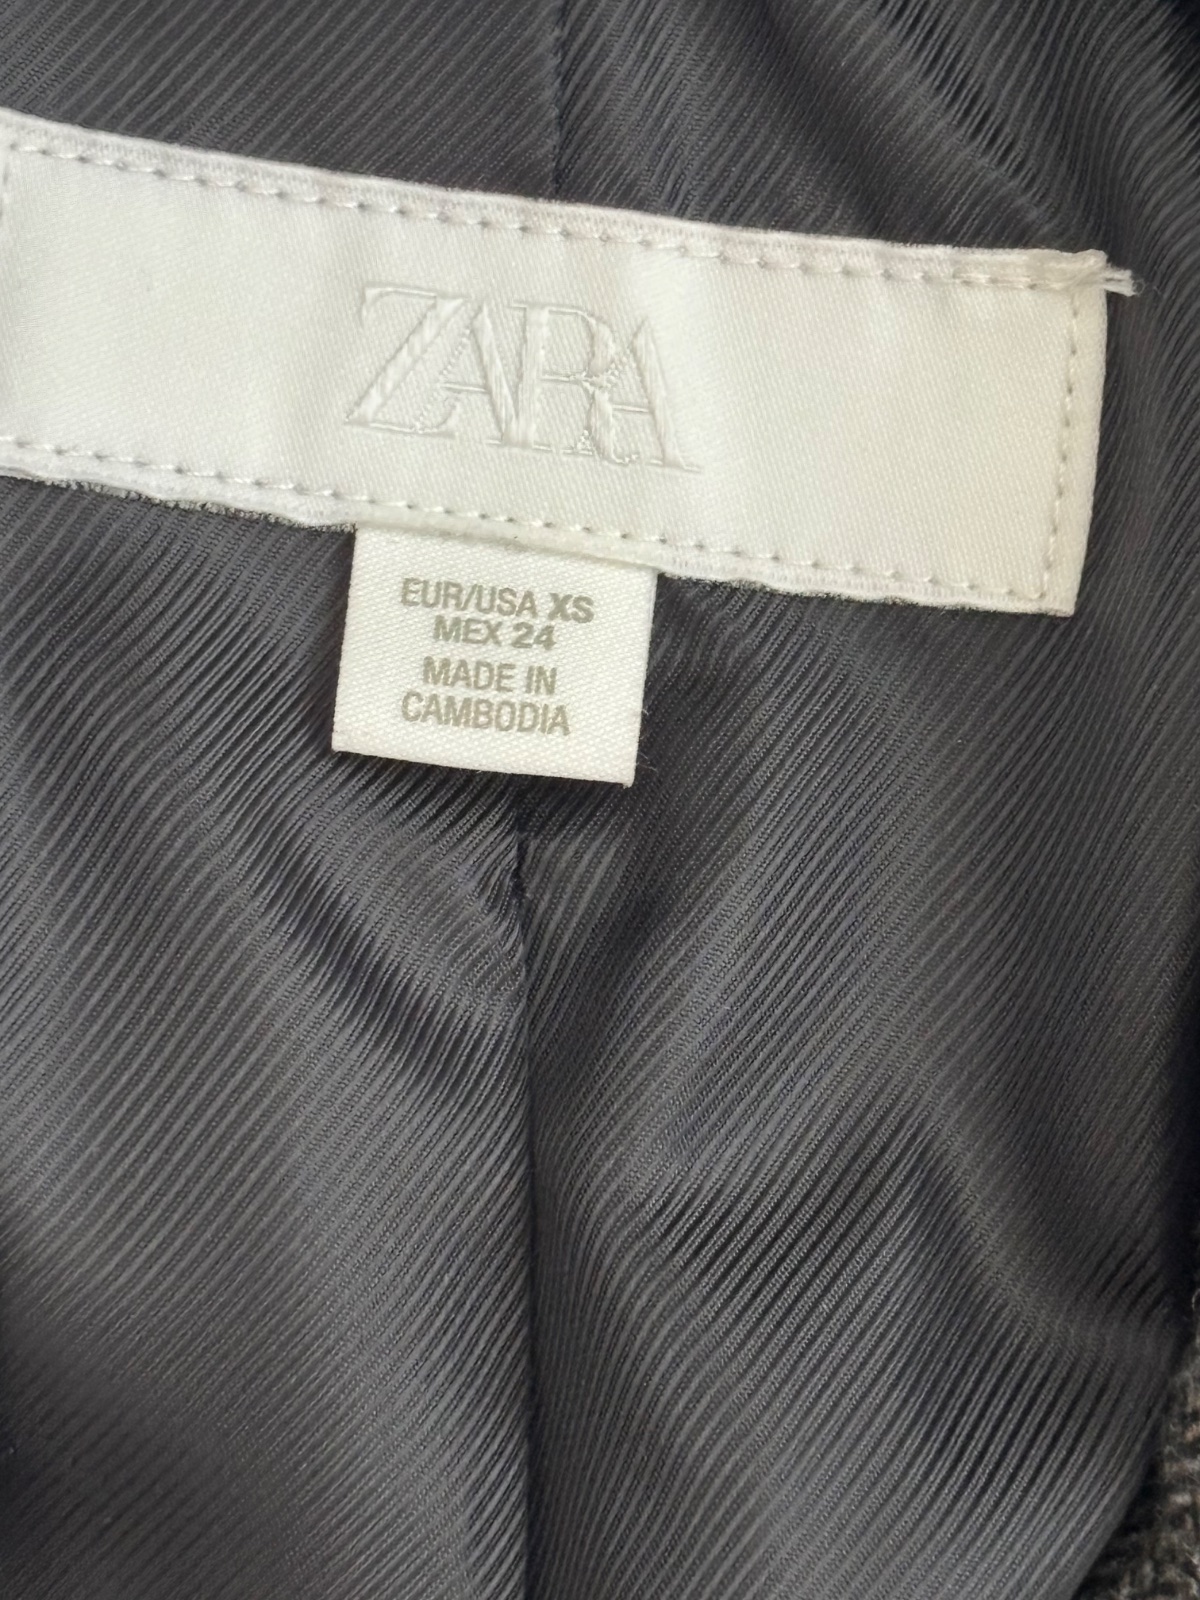 ZARA
EUR/USA XS
MEX 24
MADE IN
CAMBODIA